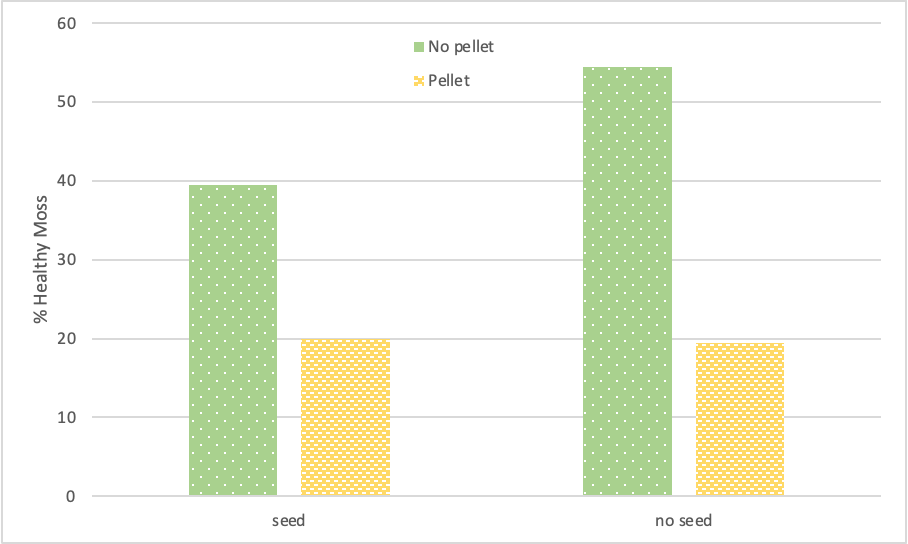 60
50
40
30
20
10
0
% Healthy Moss
No pellet
Pellet
seed
no seed